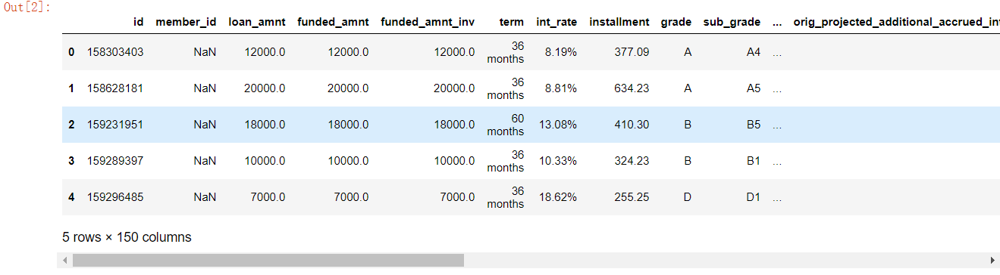 Out[2]:
id member_id loan_amnt funded_amnt funded_amnt_inv term int_rate installment grade sub_grade ... orig_projected_additional_accrued_int
0 158303403 NaN 12000.0 12000.0 12000.0 36 months 8.19% 377.09 A A4 ...
1 158628181 NaN 20000.0 20000.0 20000.0 36 months 8.81% 634.23 A A5 ...
2 159231951 NaN 18000.0 18000.0 18000.0 60 months 13.08% 410.30 B B5 ...
3 159289397 NaN 10000.0 10000.0 10000.0 36 months 10.33% 324.23 B B1 ...
4 159296485 NaN 7000.0 7000.0 7000.0 36 months 18.62% 255.25 D D1 ...
5 rows × 150 columns